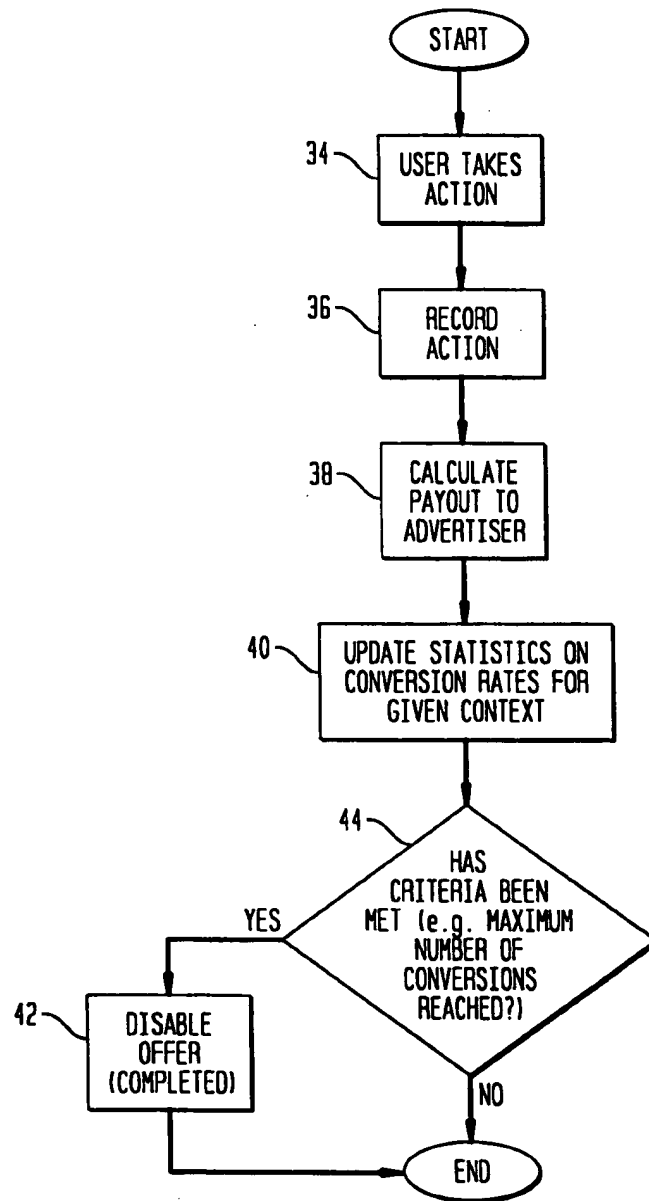 START
34
USER TAKES
ACTION
36
RECORD
ACTION
38
CALCULATE
PAYOUT TO
ADVERTISER
40
UPDATE STATISTICS ON
CONVERSION RATES FOR
GIVEN CONTEXT
44
HAS
CRITERIA BEEN
MET (e.g. MAXIMUM
NUMBER OF
CONVERSIONS
REACHED?)
YES
42
DISABLE
OFFER
(COMPLETED)
NO
END